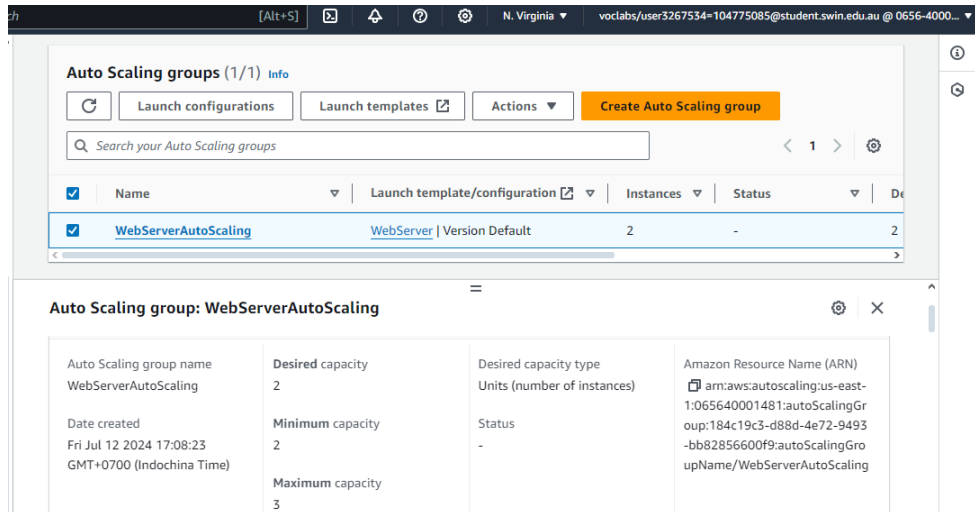 ch
[Alt+S]
N. Virginia ▼
voclabs/user3267534=104775085@student.swin.edu.au @ 0656-4000... ▼
Auto Scaling groups (1/1) Info
Launch configurations
Launch templates
Actions ▼
Create Auto Scaling group
Search your Auto Scaling groups
1
Name
Launch template/configuration
Instances
Status
De
WebServerAutoScaling
WebServer | Version Default
2
-
2
Auto Scaling group: WebServerAutoScaling
Auto Scaling group name
WebServerAutoScaling
Date created
Fri Jul 12 2024 17:08:23
GMT+0700 (Indochina Time)
Desired capacity
2
Minimum capacity
2
Maximum capacity
3
Desired capacity type
Units (number of instances)
Status
-
Amazon Resource Name (ARN)
arn:aws:autoscaling:us-east-
1:065640001481:autoScalingGr
oup:184c19c3-d88d-4e72-9493
-bb82856600f9:autoScalingGro
upName/WebServerAutoScaling